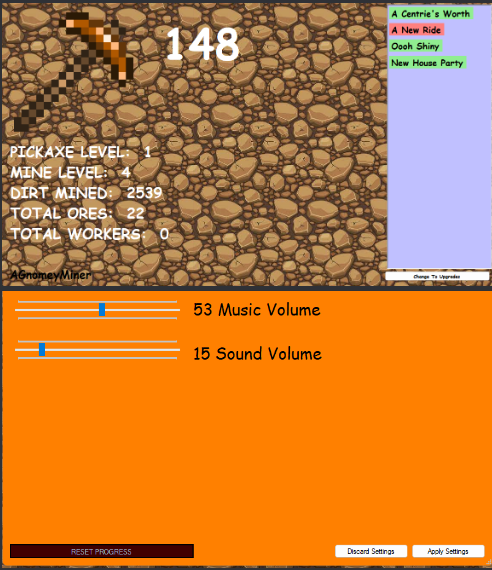 148
A Centrie's Worth
A New Ride
Oooh Shiny
New House Party
PICKAXE LEVEL: 1
MINE LEVEL: 4
DIRT MINED: 2539
TOTAL ORES: 22
TOTAL WORKERS: 0
AGnomeyMiner
Change To Upgrades
53 Music Volume
15 Sound Volume
RESET PROGRESS
Discard Settings
Apply Settings